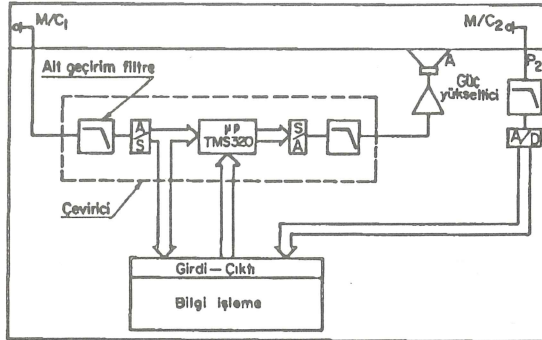 M/C1
M/C2
Alt geçirim filtre
A
P2
Güç
yükseltici
A
S
μp
TMS320
S
A
A/D
Çevirici
Girdi-Çıktı
Bilgi işleme